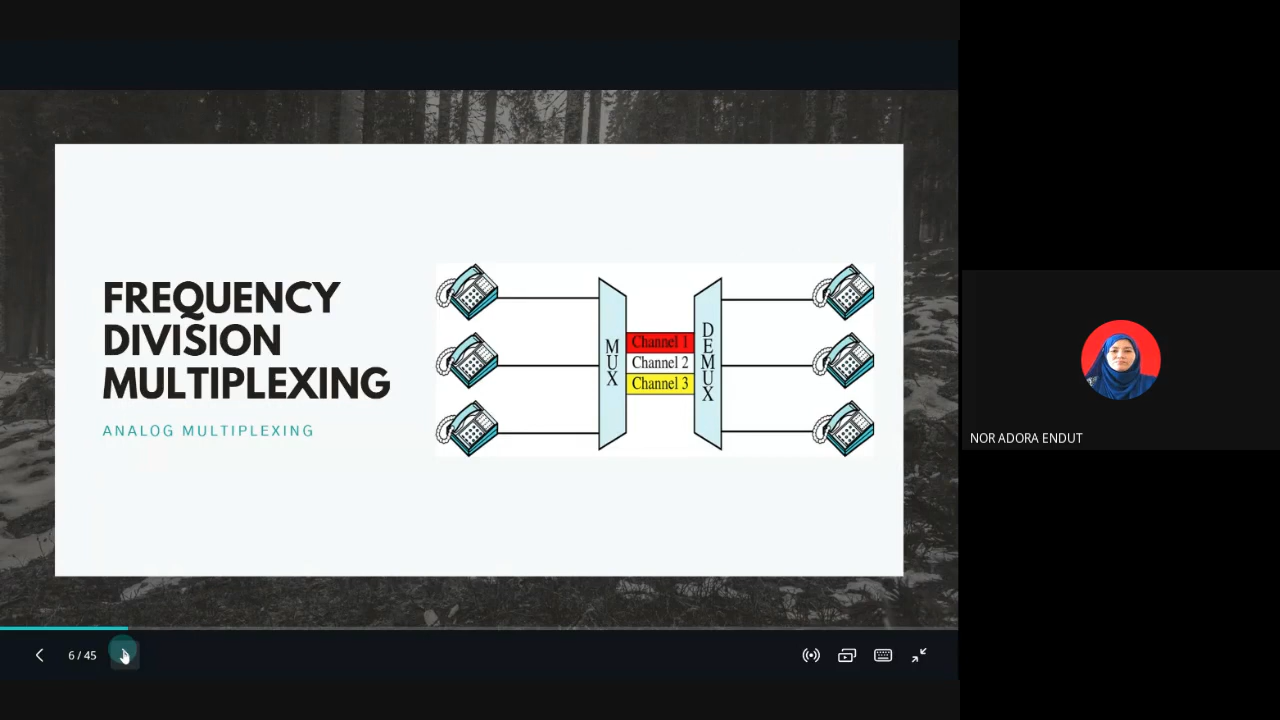 FREQUENCY
DIVISION
MULTIPLEXING
ANALOG MULTIPLEXING
MUX
Channel 1
Channel 2
Channel 3
DEMUX
NOR ADORA ENDUT
6 / 45